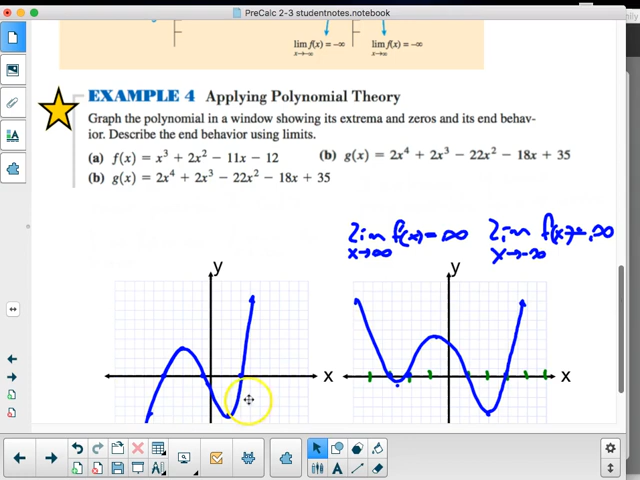 PreCalc 2-3 studentnotes.notebook
lim f(x) = −∞ lim f(x) = −∞
x→−∞ x→∞
EXAMPLE 4 Applying Polynomial Theory
Graph the polynomial in a window showing its extrema and zeros and its end behav-
ior. Describe the end behavior using limits.
(a) f(x) = x³ + 2x² − 11x − 12 (b) g(x) = 2x⁴ + 2x³ − 22x² − 18x + 35
(b) g(x) = 2x⁴ + 2x³ − 22x² − 18x + 35
lim f(x) = ∞ lim f(x) = ∞
x→∞ x→-∞
y y
x x